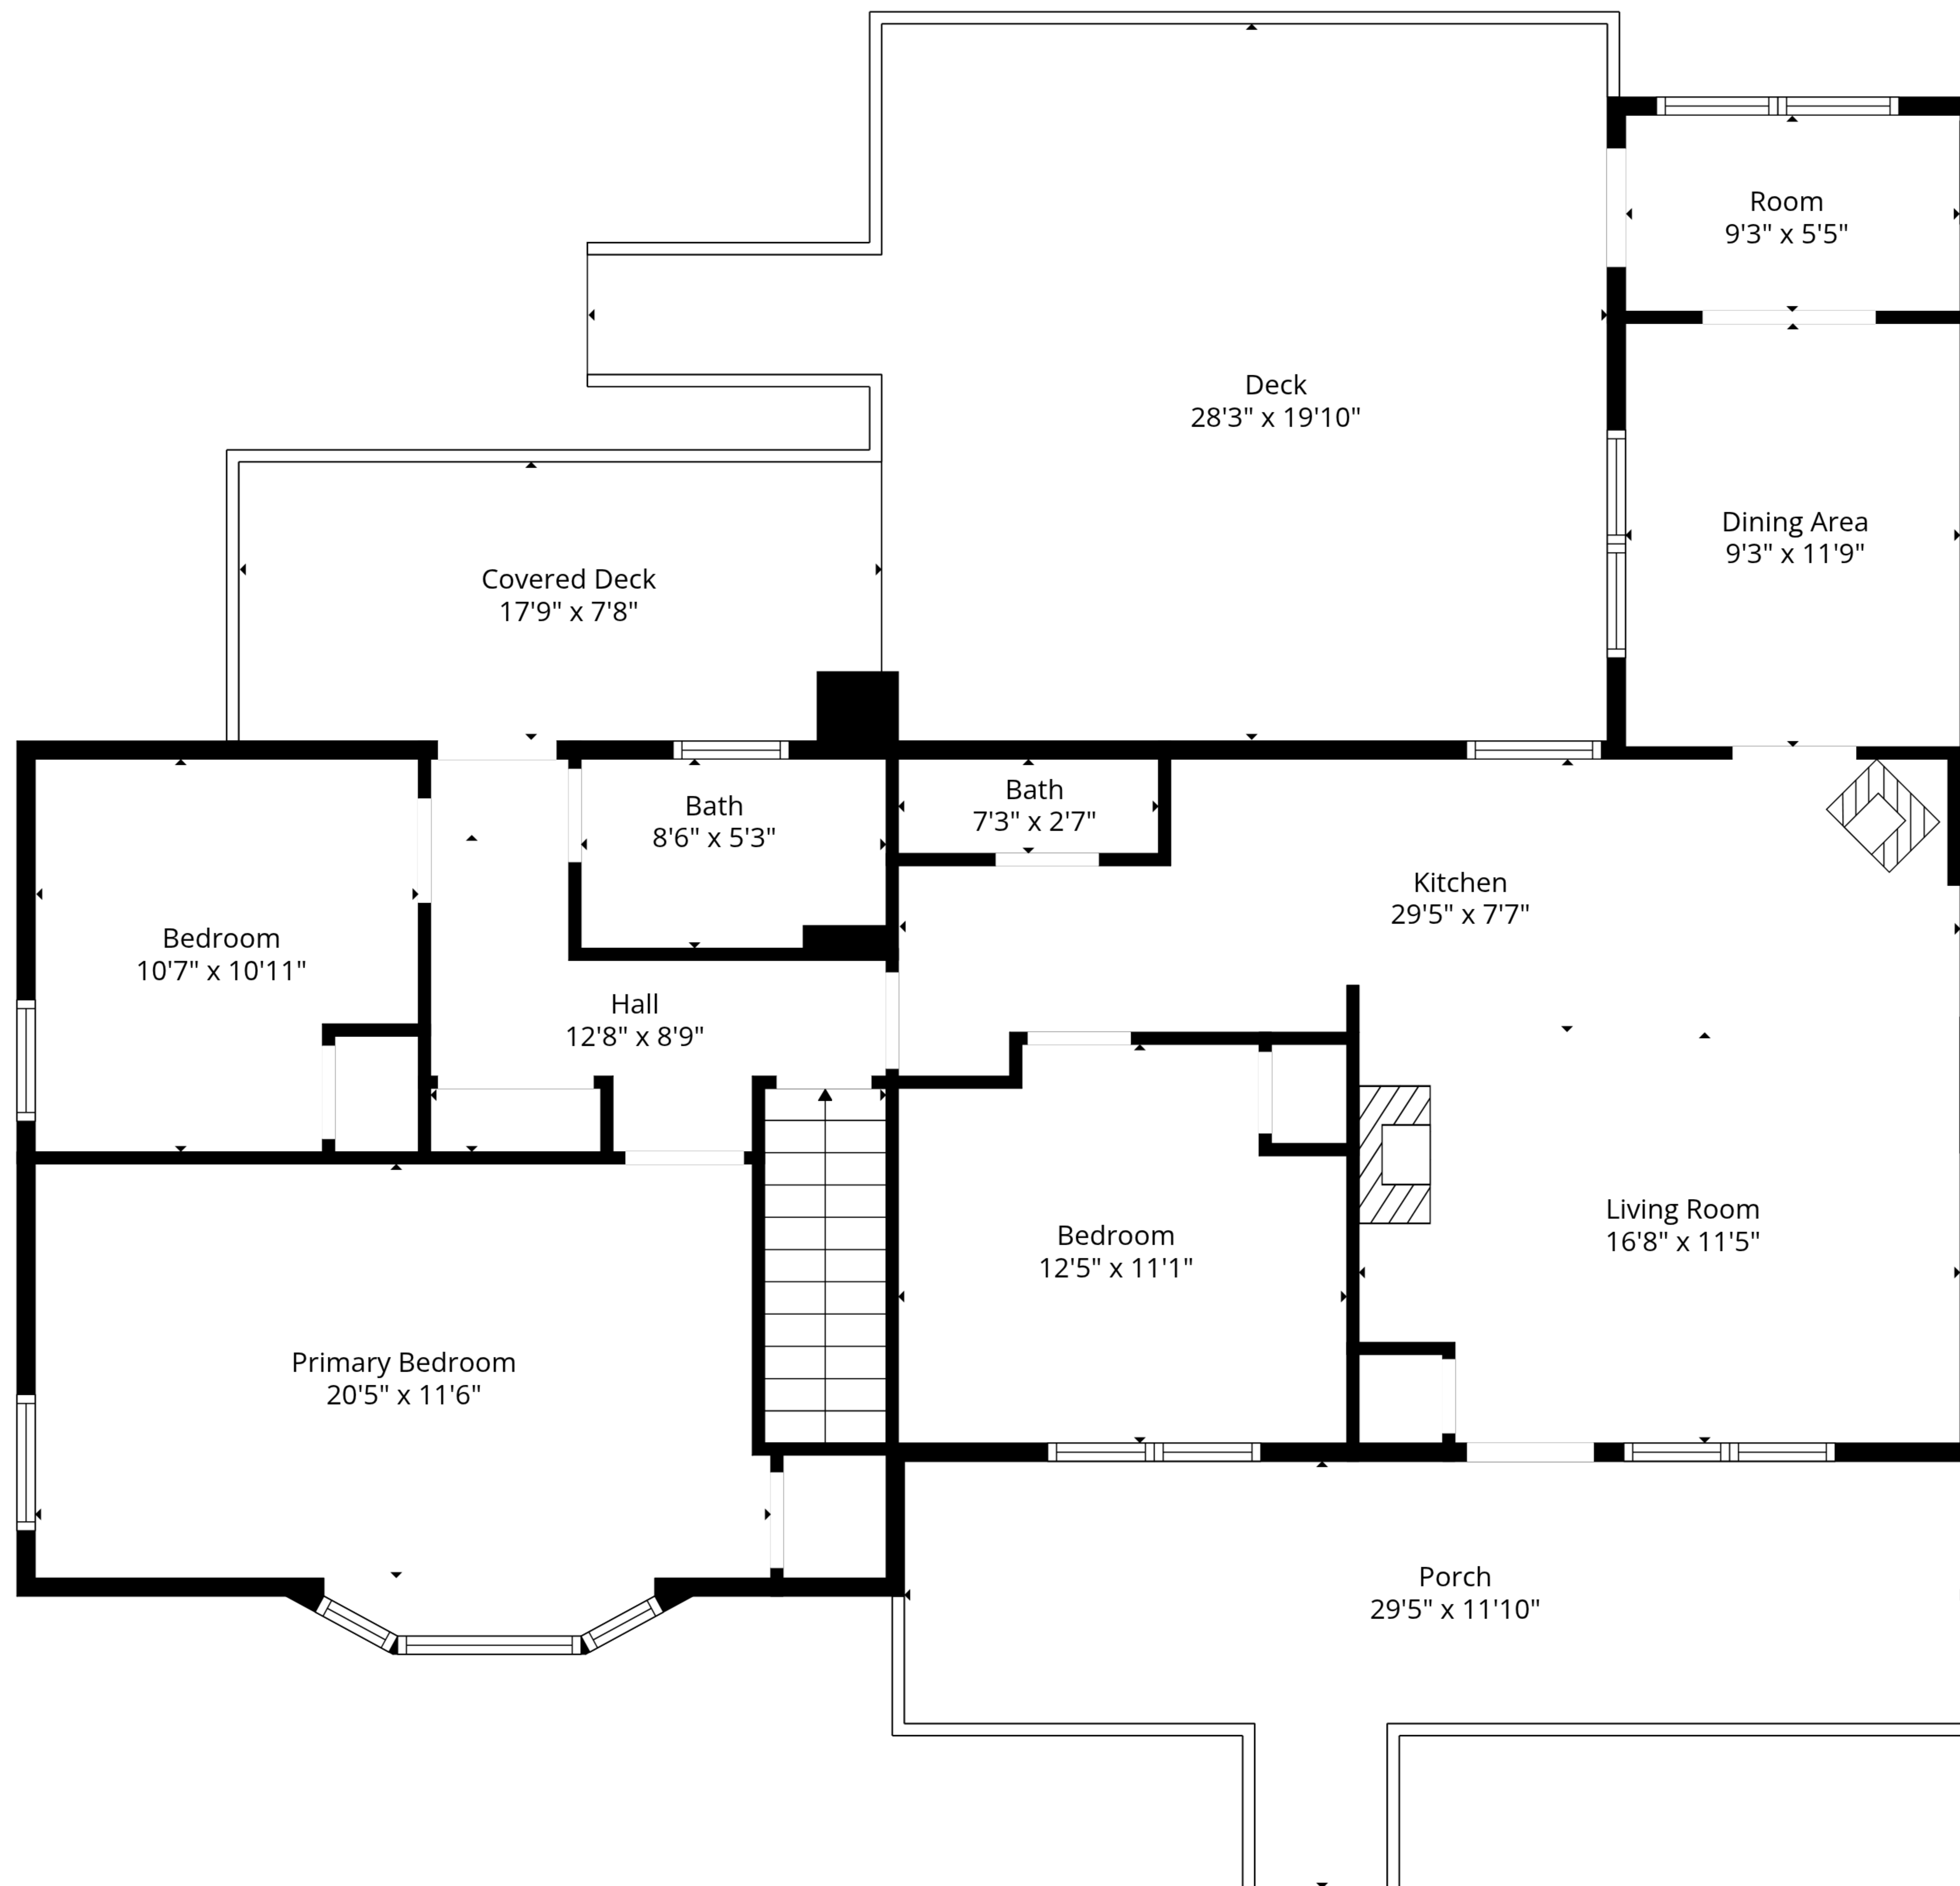 Room
9'3" x 5'5"
Deck
28'3" x 19'10"
Dining Area
9'3" x 11'9"
Covered Deck
17'9" x 7'8"
Bath
8'6" x 5'3"
Bath
7'3" x 2'7"
Kitchen
29'5" x 7'7"
Bedroom
10'7" x 10'11"
Hall
12'8" x 8'9"
Living Room
16'8" x 11'5"
Bedroom
12'5" x 11'1"
Primary Bedroom
20'5" x 11'6"
Porch
29'5" x 11'10"